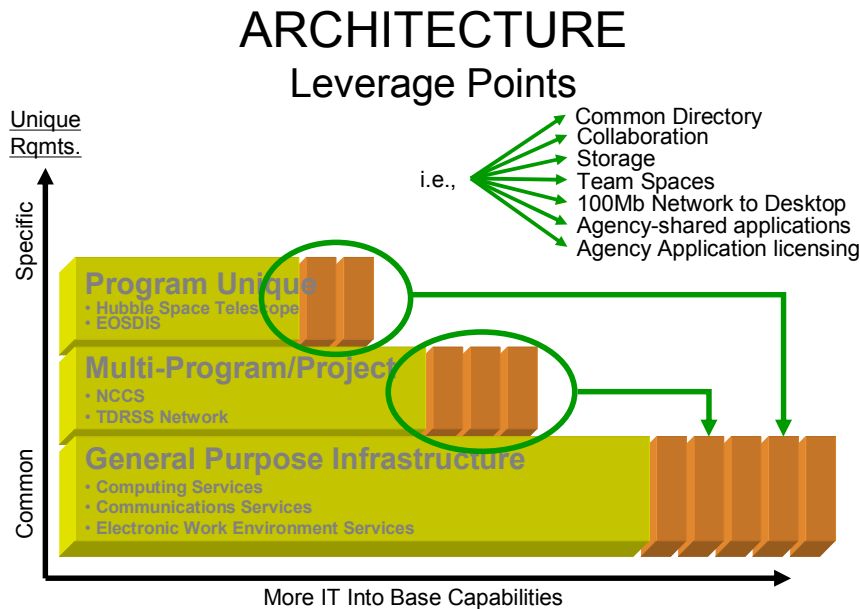 ARCHITECTURE
Leverage Points
Unique
Rqmts.
i.e.,
Common Directory
Collaboration
Storage
Team Spaces
100Mb Network to Desktop
Agency-shared applications
Agency Application licensing
Specific
Program Unique
• Hubble Space Telescope
• EOSDIS
Multi-Program/Project
• NCCS
• TDRSS Network
Common
General Purpose Infrastructure
• Computing Services
• Communications Services
• Electronic Work Environment Services
More IT Into Base Capabilities